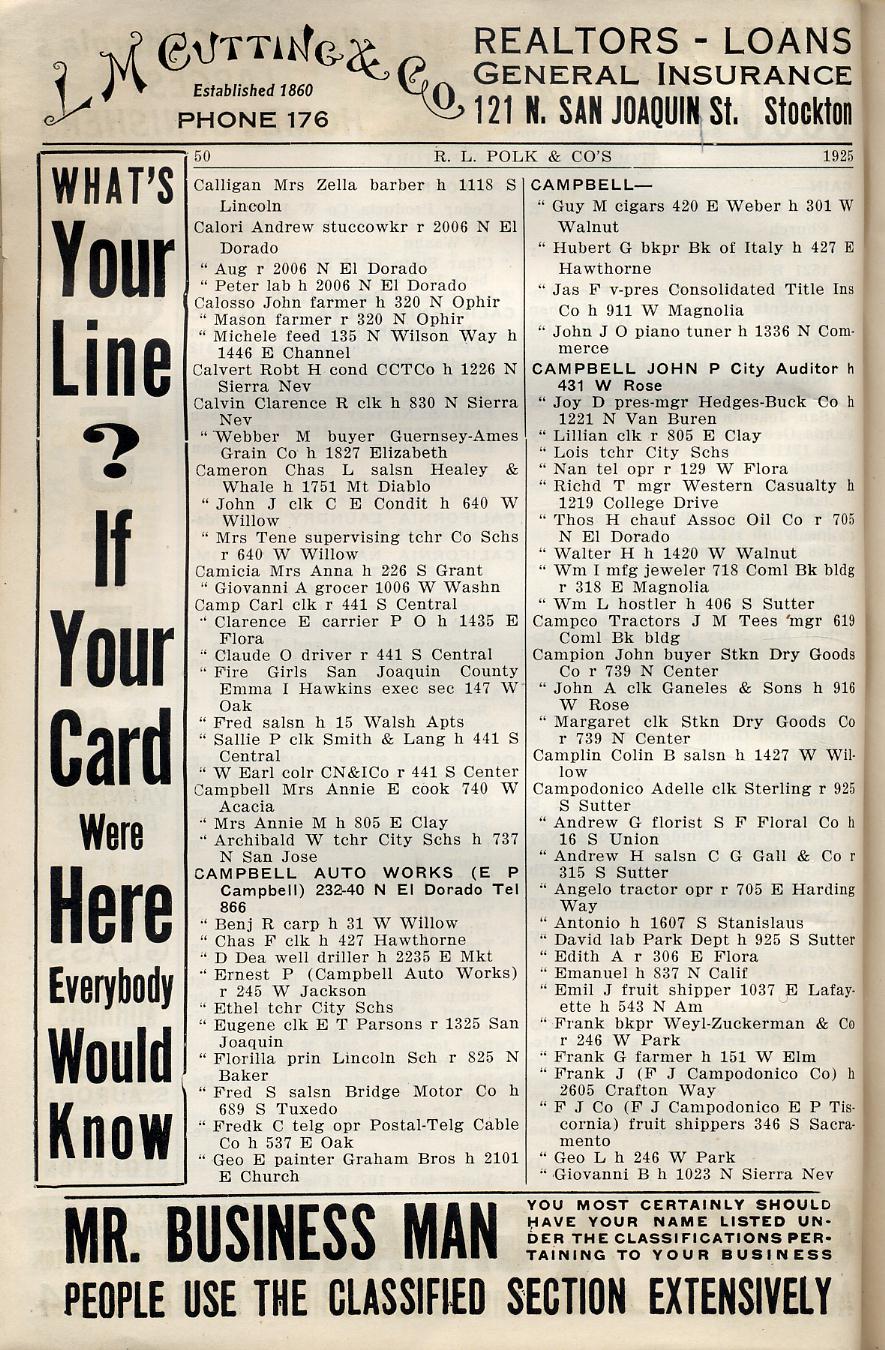 L M CUTTING & CO.
Established 1860
PHONE 176
REALTORS - LOANS
GENERAL INSURANCE
121 N. SAN JOAQUIN St. Stockton
50 R. L. POLK & CO'S 1925
WHAT'S
Your
Line
?
If
Your
Card
Were
Here
Everybody
Would
Know
Calligan Mrs Zella barber h 1118 S
Lincoln
Calori Andrew stuccowkr r 2006 N El
Dorado
" Aug r 2006 N El Dorado
" Peter lab h 2006 N El Dorado
Calosso John farmer h 320 N Ophir
" Mason farmer r 320 N Ophir
" Michele feed 135 N Wilson Way h
1446 E Channel
Calvert Robt H cond CCTCo h 1226 N
Sierra Nev
Calvin Clarence R clk h 830 N Sierra
Nev
" Webber M buyer Guernsey-Ames
Grain Co h 1827 Elizabeth
Cameron Chas L salsn Healey &
Whale h 1751 Mt Diablo
" John J clk C E Condit h 640 W
Willow
" Mrs Tene supervising tchr Co Schs
r 640 W Willow
Camicia Mrs Anna h 226 S Grant
" Giovanni A grocer 1006 W Washn
Camp Carl clk r 441 S Central
" Clarence E carrier P O h 1435 E
Flora
" Claude O driver r 441 S Central
" Fire Girls San Joaquin County
Emma I Hawkins exec sec 147 W
Oak
" Fred salsn h 15 Walsh Apts
" Sallie P clk Smith & Lang h 441 S
Central
" W Earl colr CN&ICo r 441 S Center
Campbell Mrs Annie E cook 740 W
Acacia
" Mrs Annie M h 805 E Clay
" Archibald W tchr City Schs h 737
N San Jose
CAMPBELL AUTO WORKS (E P
Campbell) 232-40 N El Dorado Tel
866
" Benj R carp h 31 W Willow
" Chas F clk h 427 Hawthorne
" D Dea well driller h 2235 E Mkt
" Ernest P (Campbell Auto Works)
r 245 W Jackson
" Ethel tchr City Schs
" Eugene clk E T Parsons r 1325 San
Joaquin
" Florilla prin Lincoln Sch r 825 N
Baker
" Fred S salsn Bridge Motor Co h
689 S Tuxedo
" Fredk C telg opr Postal-Telg Cable
Co h 537 E Oak
" Geo E painter Graham Bros h 2101
E Church
CAMPBELL—
" Guy M cigars 420 E Weber h 301 W
Walnut
" Hubert G bkpr Bk of Italy h 427 E
Hawthorne
" Jas F v-pres Consolidated Title Ins
Co h 911 W Magnolia
" John J O piano tuner h 1336 N Com-
merce
CAMPBELL JOHN P City Auditor h
431 W Rose
" Joy D pres-mgr Hedges-Buck Co h
1221 N Van Buren
" Lillian clk r 805 E Clay
" Lois tchr City Schs
" Nan tel opr r 129 W Flora
" Richd T mgr Western Casualty h
1219 College Drive
" Thos H chauf Assoc Oil Co r 705
N El Dorado
" Walter H h 1420 W Walnut
" Wm I mfg jeweler 718 Coml Bk bldg
r 318 E Magnolia
" Wm L hostler h 406 S Sutter
Campco Tractors J M Tees mgr 619
Coml Bk bldg
Campion John buyer Stkn Dry Goods
Co r 739 N Center
" John A clk Ganeles & Sons h 916
W Rose
" Margaret clk Stkn Dry Goods Co
r 739 N Center
Camplin Colin B salsn h 1427 W Wil-
low
Campodonico Adelle clk Sterling r 925
S Sutter
" Andrew G florist S F Floral Co h
16 S Union
" Andrew H salsn C G Gall & Co r
315 S Sutter
" Angelo tractor opr r 705 E Harding
Way
" Antonio h 1607 S Stanislaus
" David lab Park Dept h 925 S Sutter
" Edith A r 306 E Flora
" Emanuel h 837 N Calif
" Emil J fruit shipper 1037 E Lafay-
ette h 543 N Am
" Frank bkpr Weyl-Zuckerman & Co
r 246 W Park
" Frank G farmer h 151 W Elm
" Frank J (F J Campodonico Co) h
2605 Crafton Way
" F J Co (F J Campodonico E P Tis-
cornia) fruit shippers 346 S Sacra-
mento
" Geo L h 246 W Park
" Giovanni B h 1023 N Sierra Nev
MR. BUSINESS MAN
YOU MOST CERTAINLY SHOULD
HAVE YOUR NAME LISTED UN-
DER THE CLASSIFICATIONS PER-
TAINING TO YOUR BUSINESS
PEOPLE USE THE CLASSIFIED SECTION EXTENSIVELY